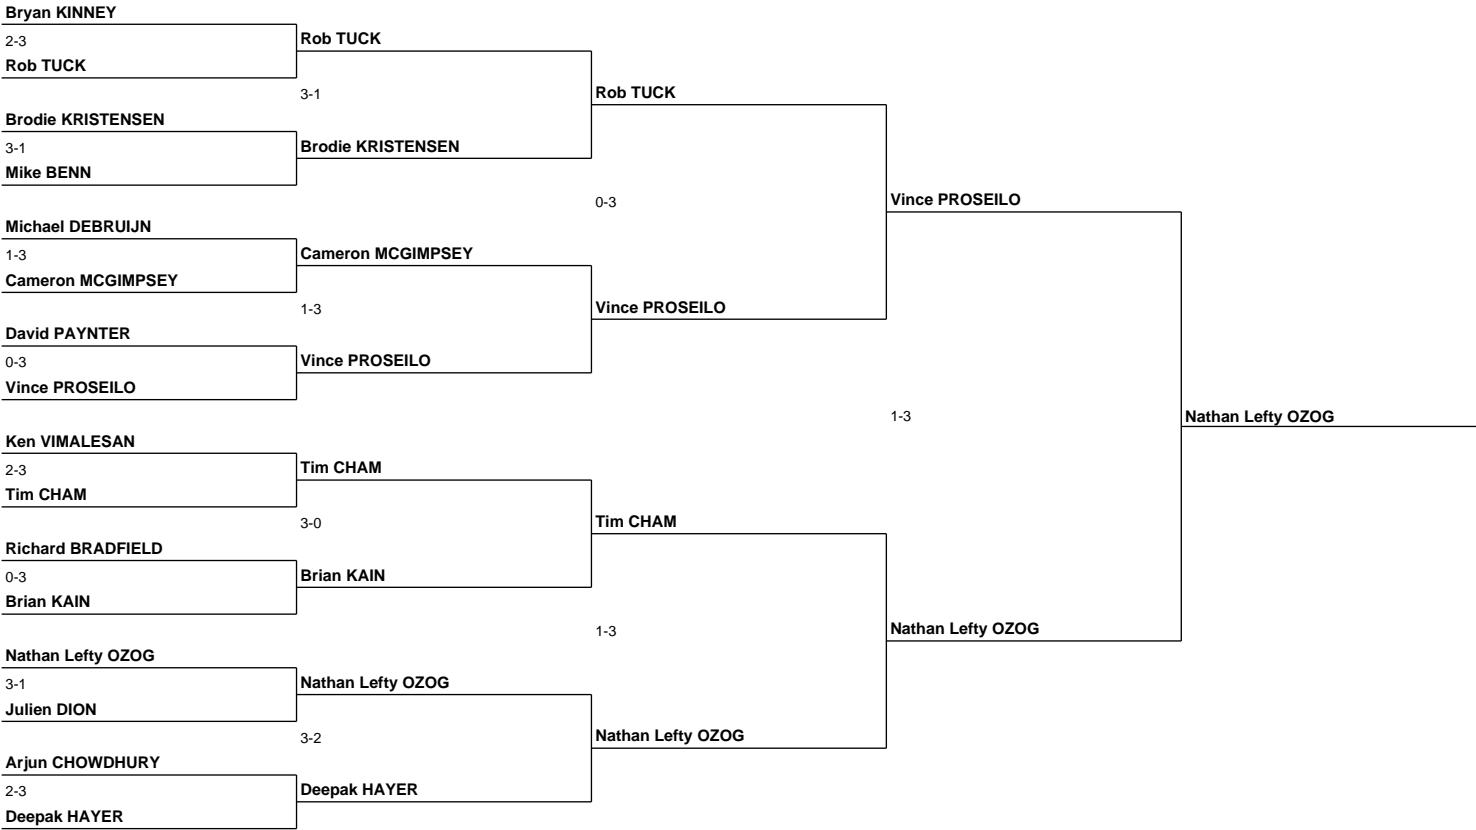 Bryan KINNEY
2-3
Rob TUCK
Rob TUCK
3-1
Rob TUCK
Brodie KRISTENSEN
3-1
Brodie KRISTENSEN
Mike BENN
0-3
Vince PROSEILO
Michael DEBRUIJN
1-3
Cameron MCGIMPSEY
Cameron MCGIMPSEY
1-3
Vince PROSEILO
David PAYNTER
0-3
Vince PROSEILO
Vince PROSEILO
1-3
Nathan Lefty OZOG
Ken VIMALESAN
2-3
Tim CHAM
Tim CHAM
3-0
Tim CHAM
Richard BRADFIELD
0-3
Brian KAIN
Brian KAIN
1-3
Nathan Lefty OZOG
Nathan Lefty OZOG
3-1
Nathan Lefty OZOG
Julien DION
3-2
Nathan Lefty OZOG
Arjun CHOWDHURY
2-3
Deepak HAYER
Deepak HAYER